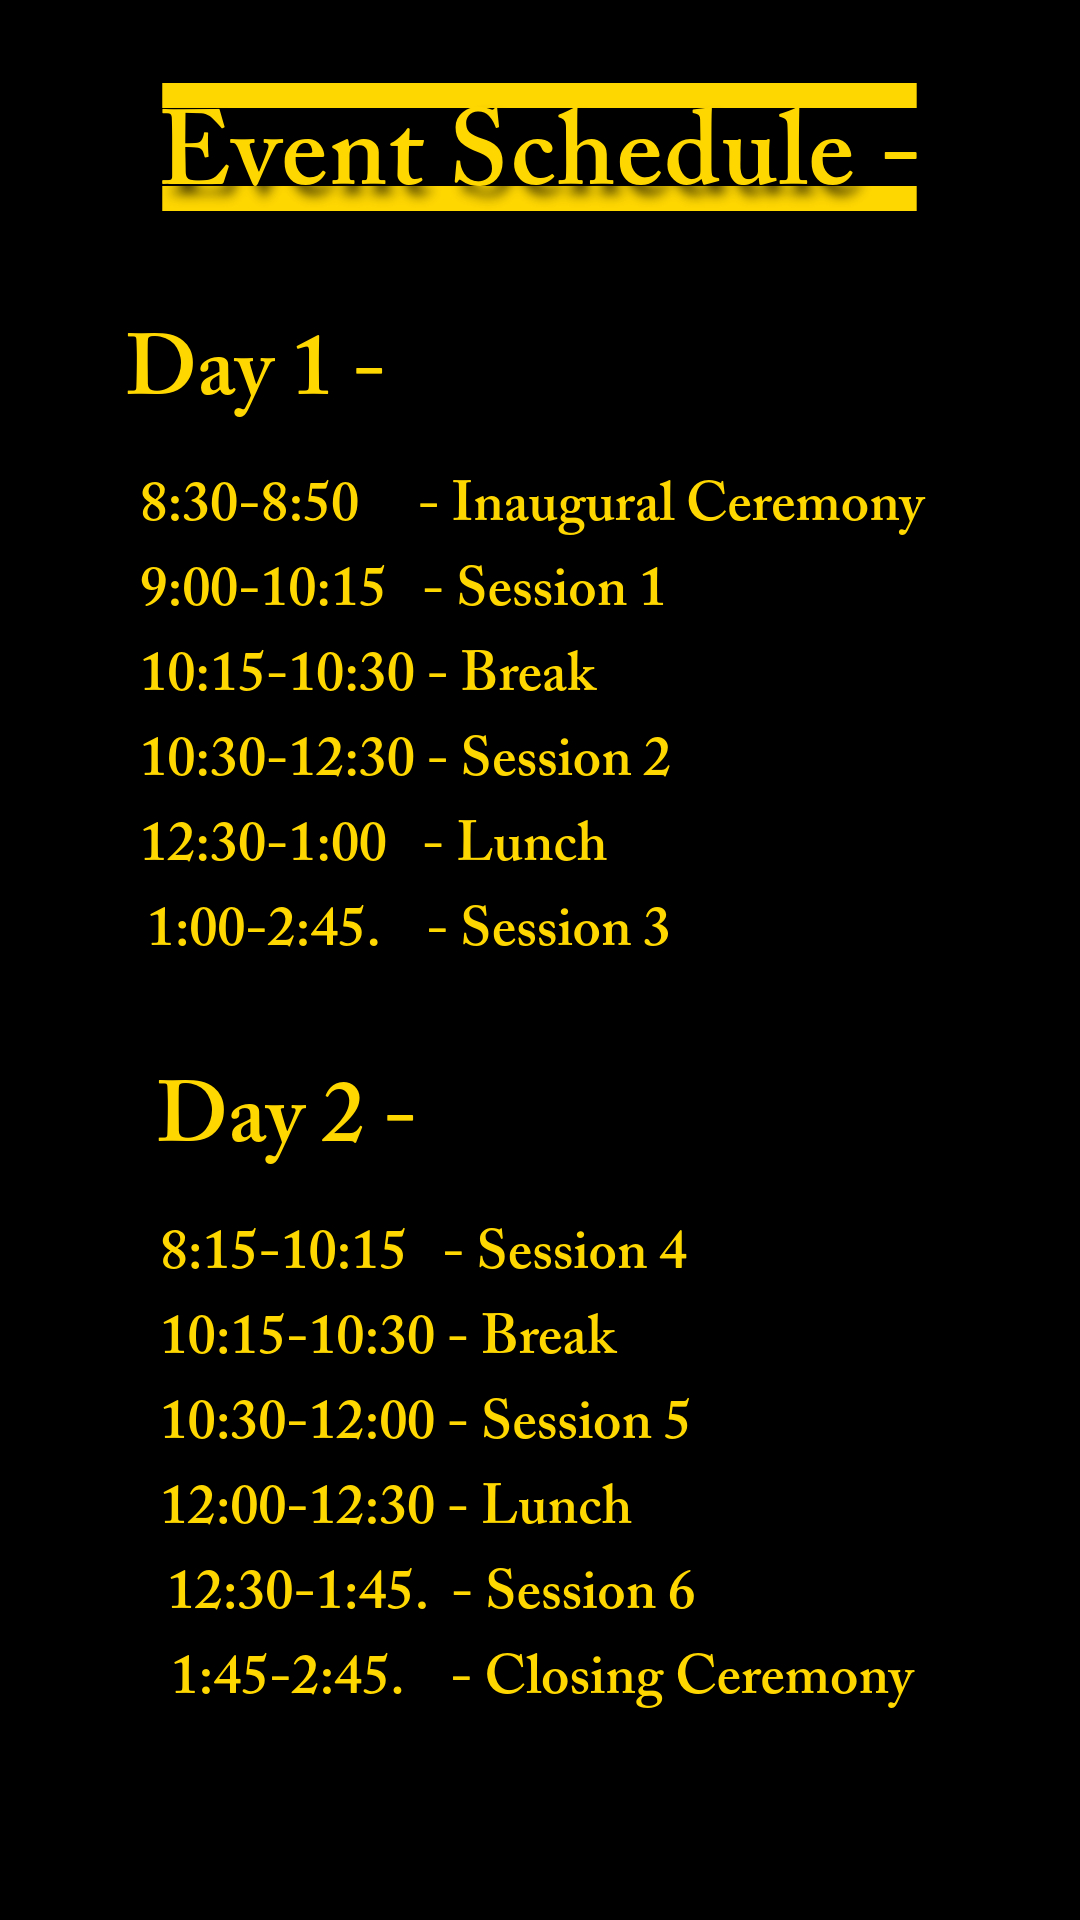 Event Schedule -
Day 1 -
8:30-8:50 - Inaugural Ceremony
9:00-10:15 - Session 1
10:15-10:30 - Break
10:30-12:30 - Session 2
12:30-1:00 - Lunch
1:00-2:45. - Session 3
Day 2 -
8:15-10:15 - Session 4
10:15-10:30 - Break
10:30-12:00 - Session 5
12:00-12:30 - Lunch
12:30-1:45. - Session 6
1:45-2:45. - Closing Ceremony